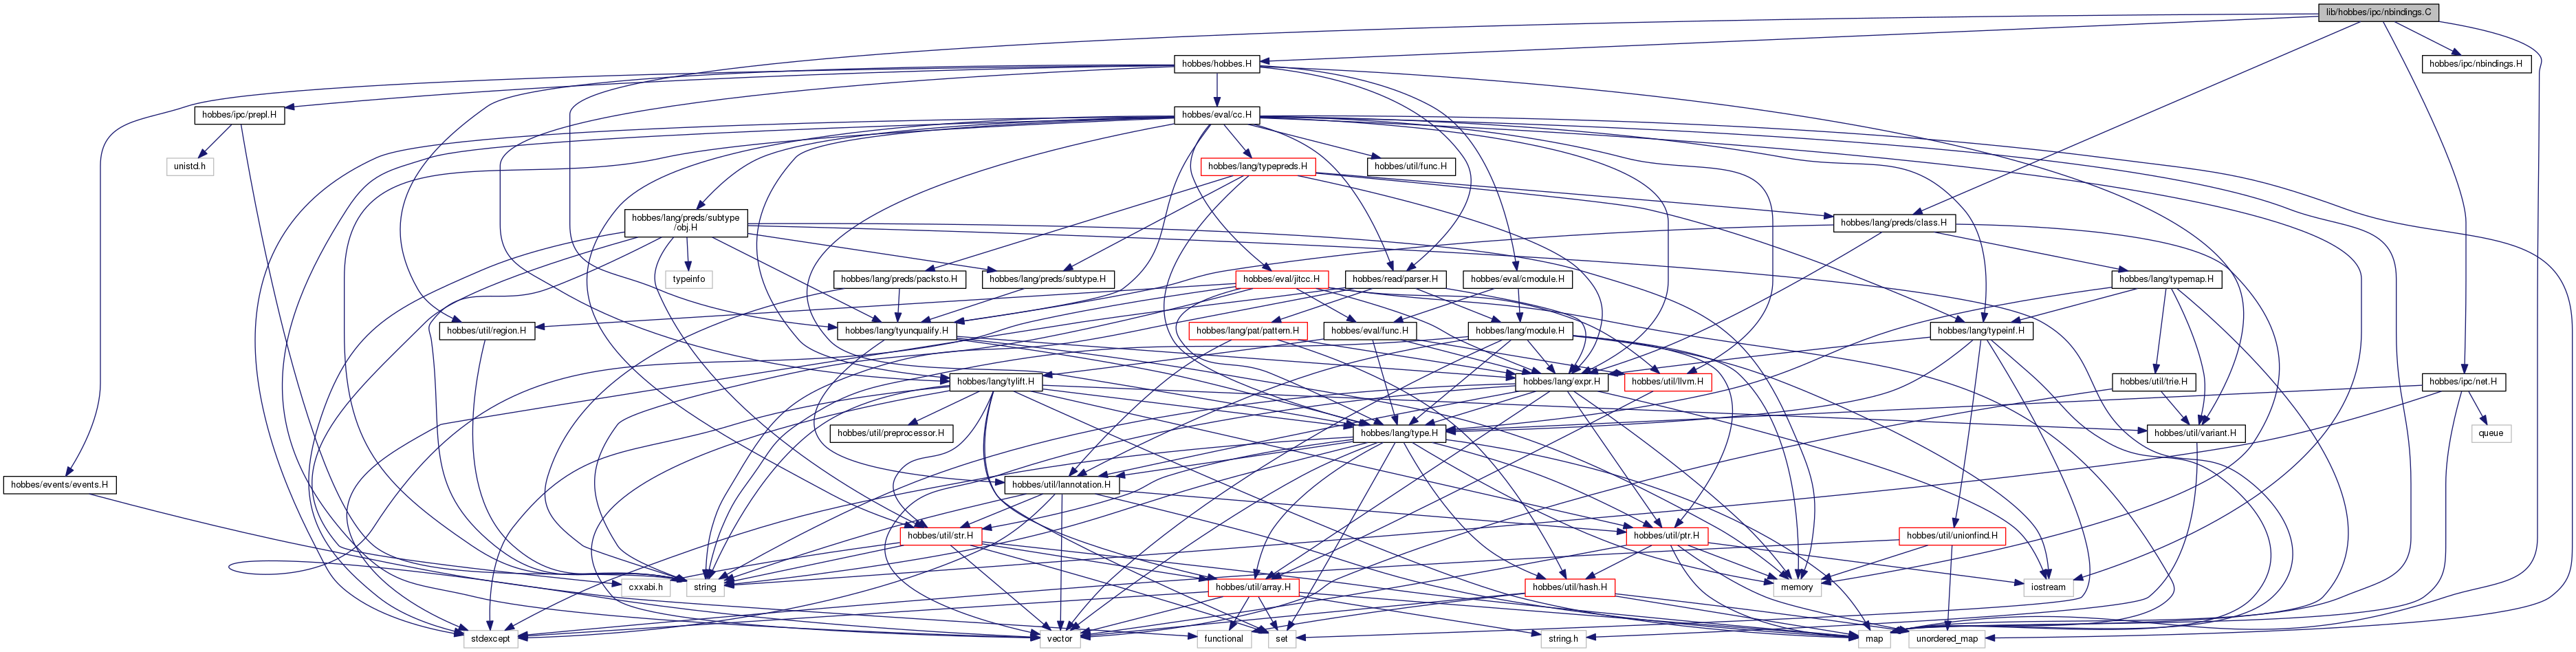 lib/hobbes/ipc/nbindings.C
hobbes/hobbes.H
hobbes/ipc/nbindings.H
hobbes/ipc/prepl.H
hobbes/eval/cc.H
unistd.h
hobbes/lang/typepreds.H
hobbes/util/func.H
hobbes/lang/preds/subtype
/obj.H
hobbes/lang/preds/class.H
typeinfo
hobbes/lang/preds/packsto.H
hobbes/lang/preds/subtype.H
hobbes/eval/jitcc.H
hobbes/read/parser.H
hobbes/eval/cmodule.H
hobbes/lang/typemap.H
hobbes/util/region.H
hobbes/lang/tyunqualify.H
hobbes/lang/pat/pattern.H
hobbes/eval/func.H
hobbes/lang/module.H
hobbes/lang/typeinf.H
hobbes/lang/tylift.H
hobbes/lang/expr.H
hobbes/util/llvm.H
hobbes/util/trie.H
hobbes/ipc/net.H
hobbes/util/preprocessor.H
hobbes/lang/type.H
hobbes/util/variant.H
queue
hobbes/events/events.H
hobbes/util/lannotation.H
hobbes/util/str.H
hobbes/util/ptr.H
hobbes/util/unionfind.H
cxxabi.h
string
hobbes/util/array.H
hobbes/util/hash.H
memory
iostream
stdexcept
vector
functional
set
string.h
map
unordered_map